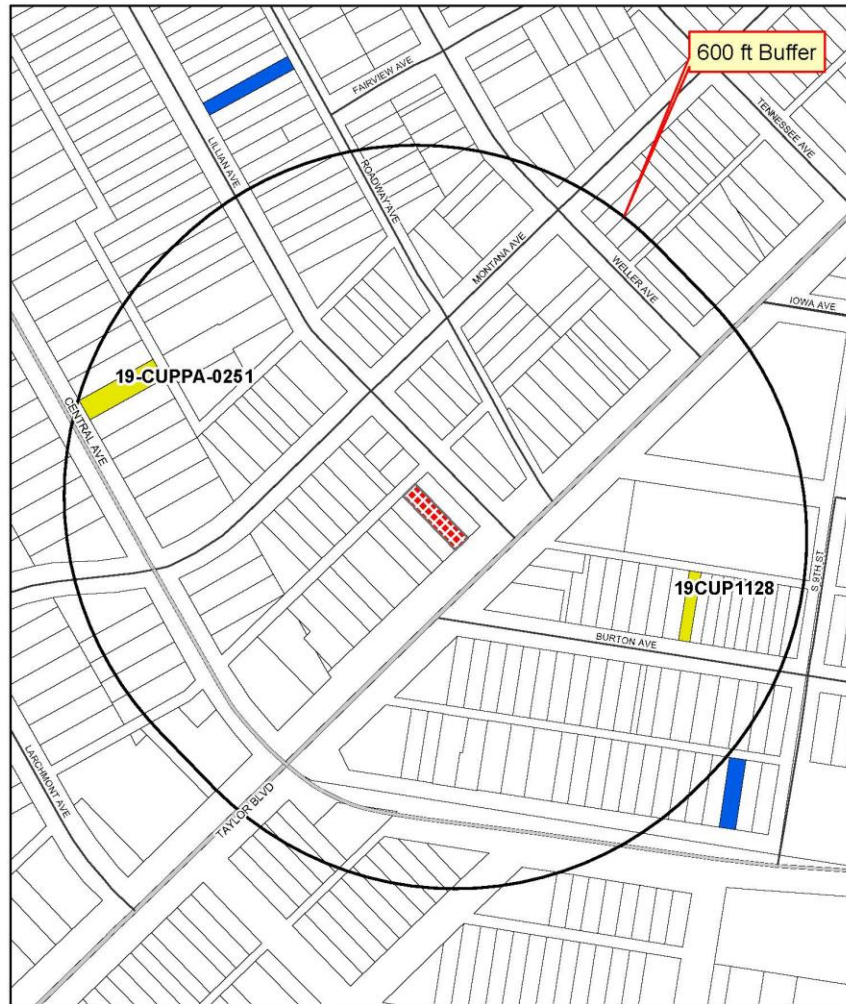 600 ft Buffer
FAIRVIEW AVE
TENNESSEE AVE
LILLIAN AVE
ROADWAY AVE
MONTANA AVE
WELLER AVE
IOWA AVE
19-CUPPA-0251
CENTRAL AVE
S 9TH ST
19CUP1128
BURTON AVE
LARCHMONT AVE
TAYLOR BLVD